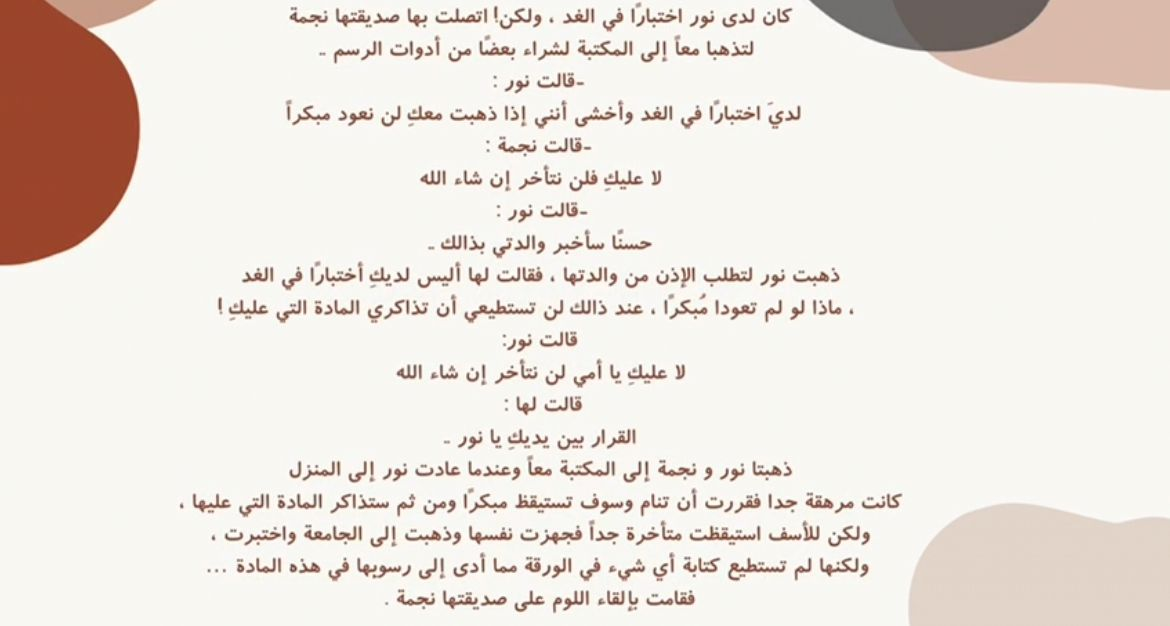 كان لدى نور اختبارًا في الغد ، ولكن! اتصلت بها صديقتها نجمة
لتذهبا معاً إلى المكتبة لشراء بعضًا من أدوات الرسم ..
-قالت نور :
لديَ اختبارًا في الغد وأخشى أنني إذا ذهبت معكِ لن نعود مبكراً
-قالت نجمة :
لا عليكِ فلن نتأخر إن شاء الله
-قالت نور :
حسنًا سأخبر والدتي بذالك ..
ذهبت نور لتطلب الإذن من والدتها ، فقالت لها أليس لديكِ أختبارًا في الغد
، ماذا لو لم تعودا مُبكرًا ، عند ذالك لن تستطيعي أن تذاكري المادة التي عليكِ !
قالت نور:
لا عليكِ يا أمي لن نتأخر إن شاء الله
قالت لها :
القرار بين يديكِ يا نور ..
ذهبتا نور و نجمة إلى المكتبة معاً وعندما عادت نور إلى المنزل
كانت مرهقة جدا فقررت أن تنام وسوف تستيقظ مبكرًا ومن ثم ستذاكر المادة التي عليها ،
ولكن للأسف استيقظت متأخرة جداً فجهزت نفسها وذهبت إلى الجامعة واختبرت ،
ولكنها لم تستطيع كتابة أي شيء في الورقة مما أدى إلى رسوبها في هذه المادة ...
فقامت بإلقاء اللوم على صديقتها نجمة .